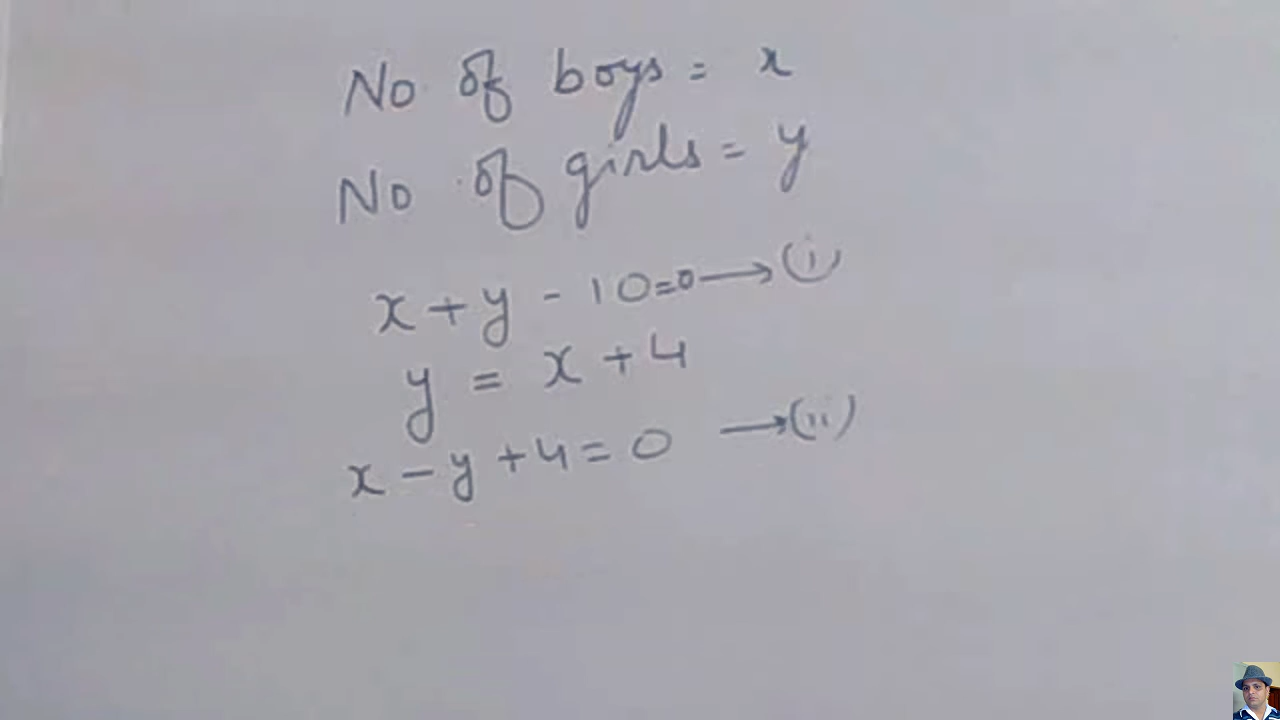 No of boys = x
No of girls = y
x + y - 10 = 0 → (i)
y = x + 4
x - y + 4 = 0 → (ii)